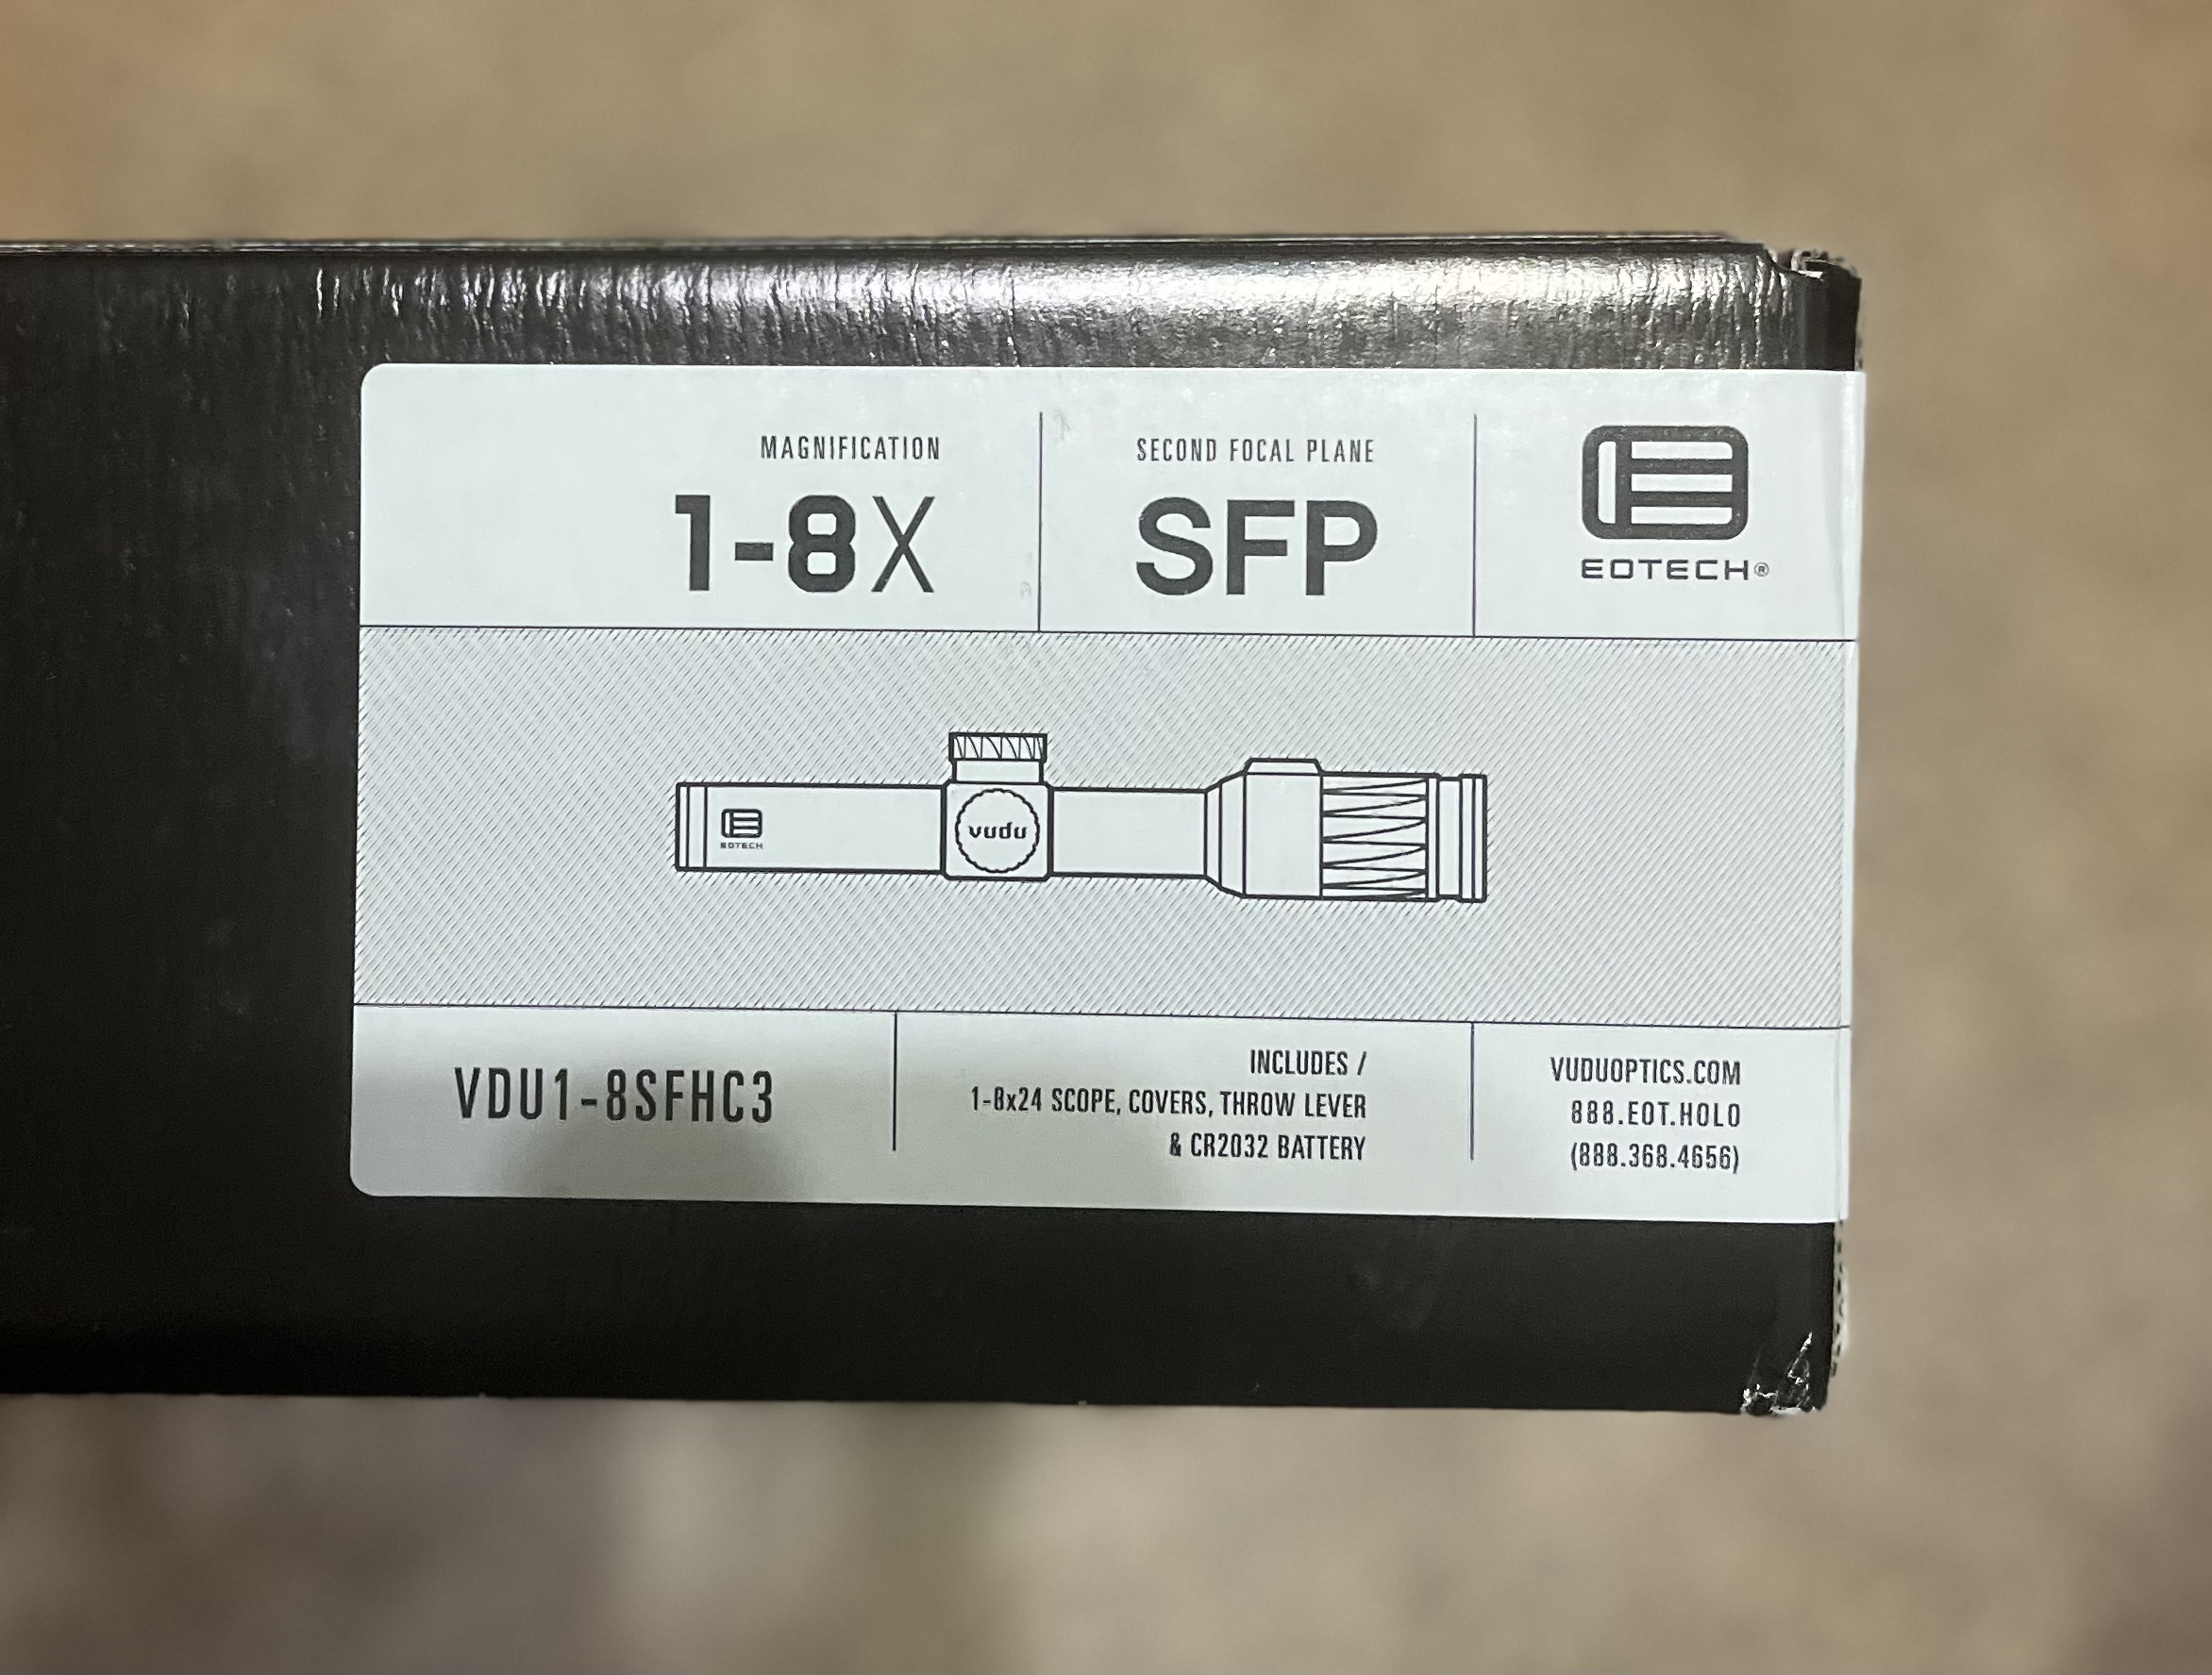 MAGNIFICATION
1-8X
SECOND FOCAL PLANE
SFP
EOTECH®
EOTECH
vudu
VDU1-8SFHC3
INCLUDES /
1-8x24 SCOPE, COVERS, THROW LEVER
& CR2032 BATTERY
VUDUOPTICS.COM
888.EOT.HOLO
(888.368.4656)